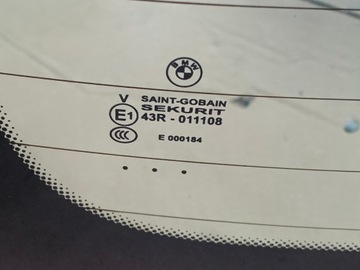 BMW
V SAINT-GOBAIN
SEKURIT
E1 43R - 011108
CCC E 000184